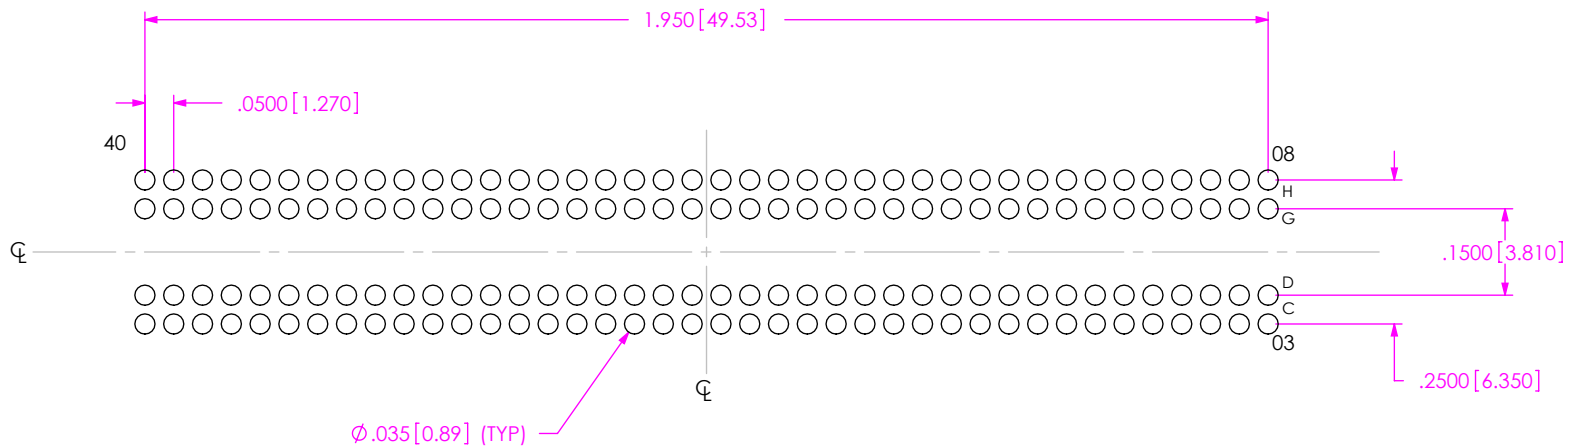 1.950[49.53]
.0500[1.270]
40
08
H
G
℄
.1500[3.810]
D
C
03
.2500[6.350]
℄
Ø.035[0.89] (TYP)